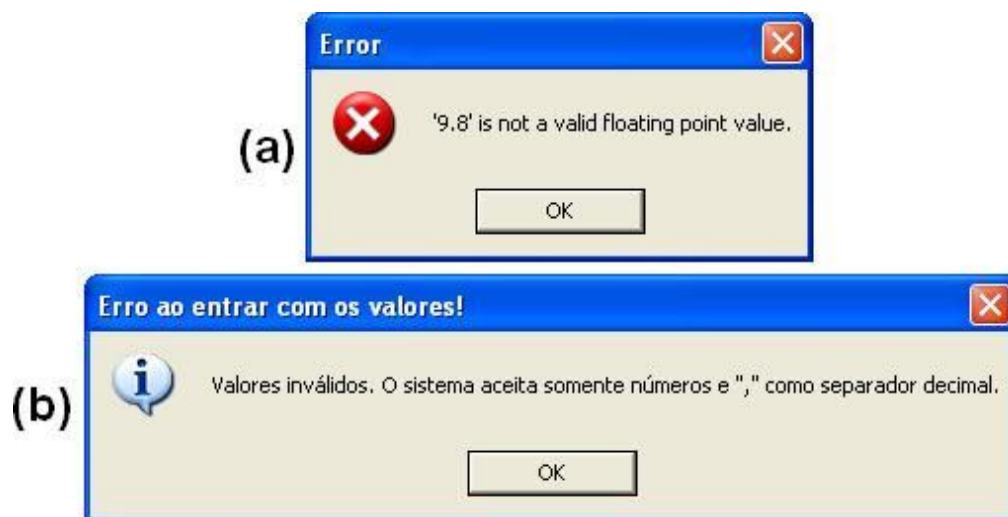 Error
(a)
'9.8' is not a valid floating point value.
OK
Erro ao entrar com os valores!
(b)
Valores inválidos. O sistema aceita somente números e "," como separador decimal.
OK